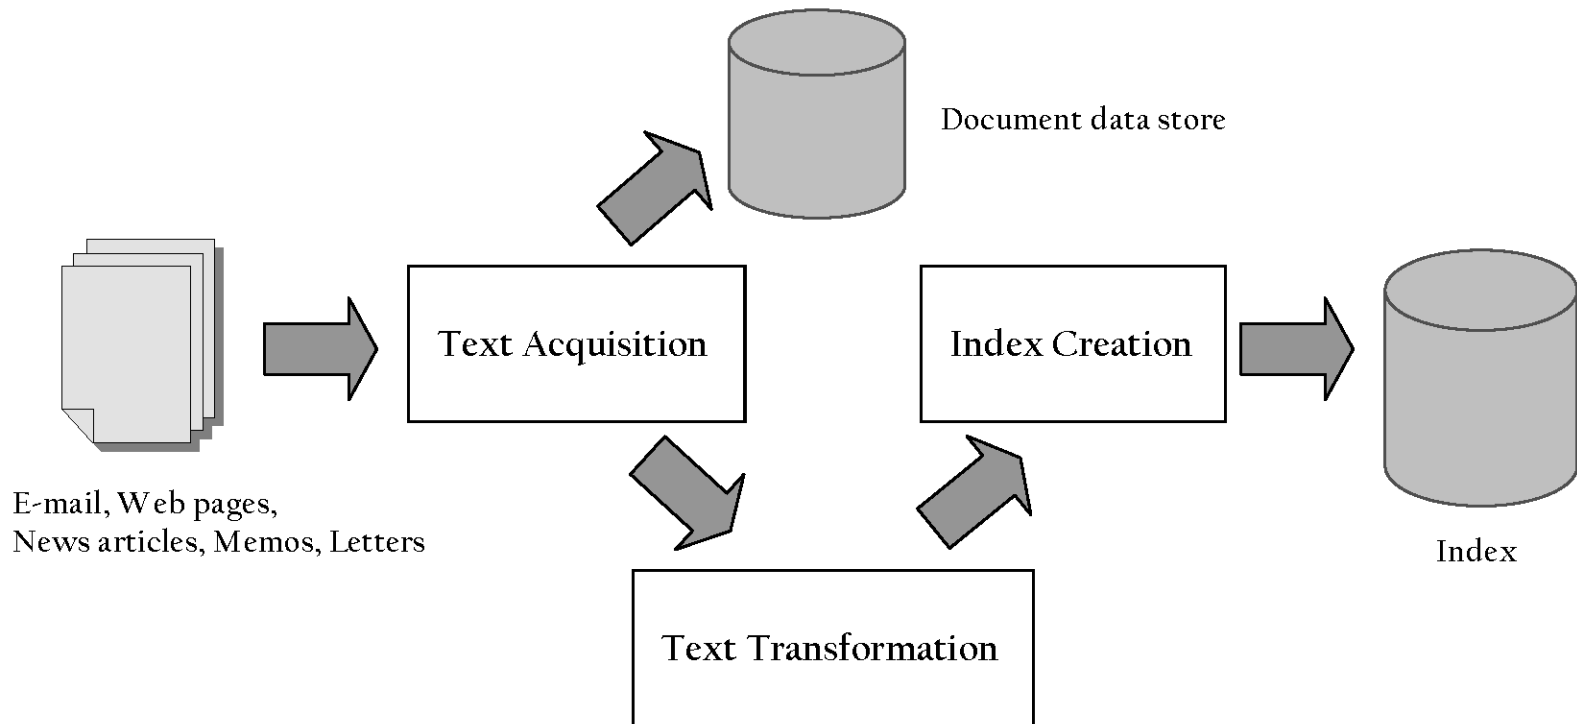 Document data store
Text Acquisition
Index Creation
E-mail, Web pages,
News articles, Memos, Letters
Index
Text Transformation